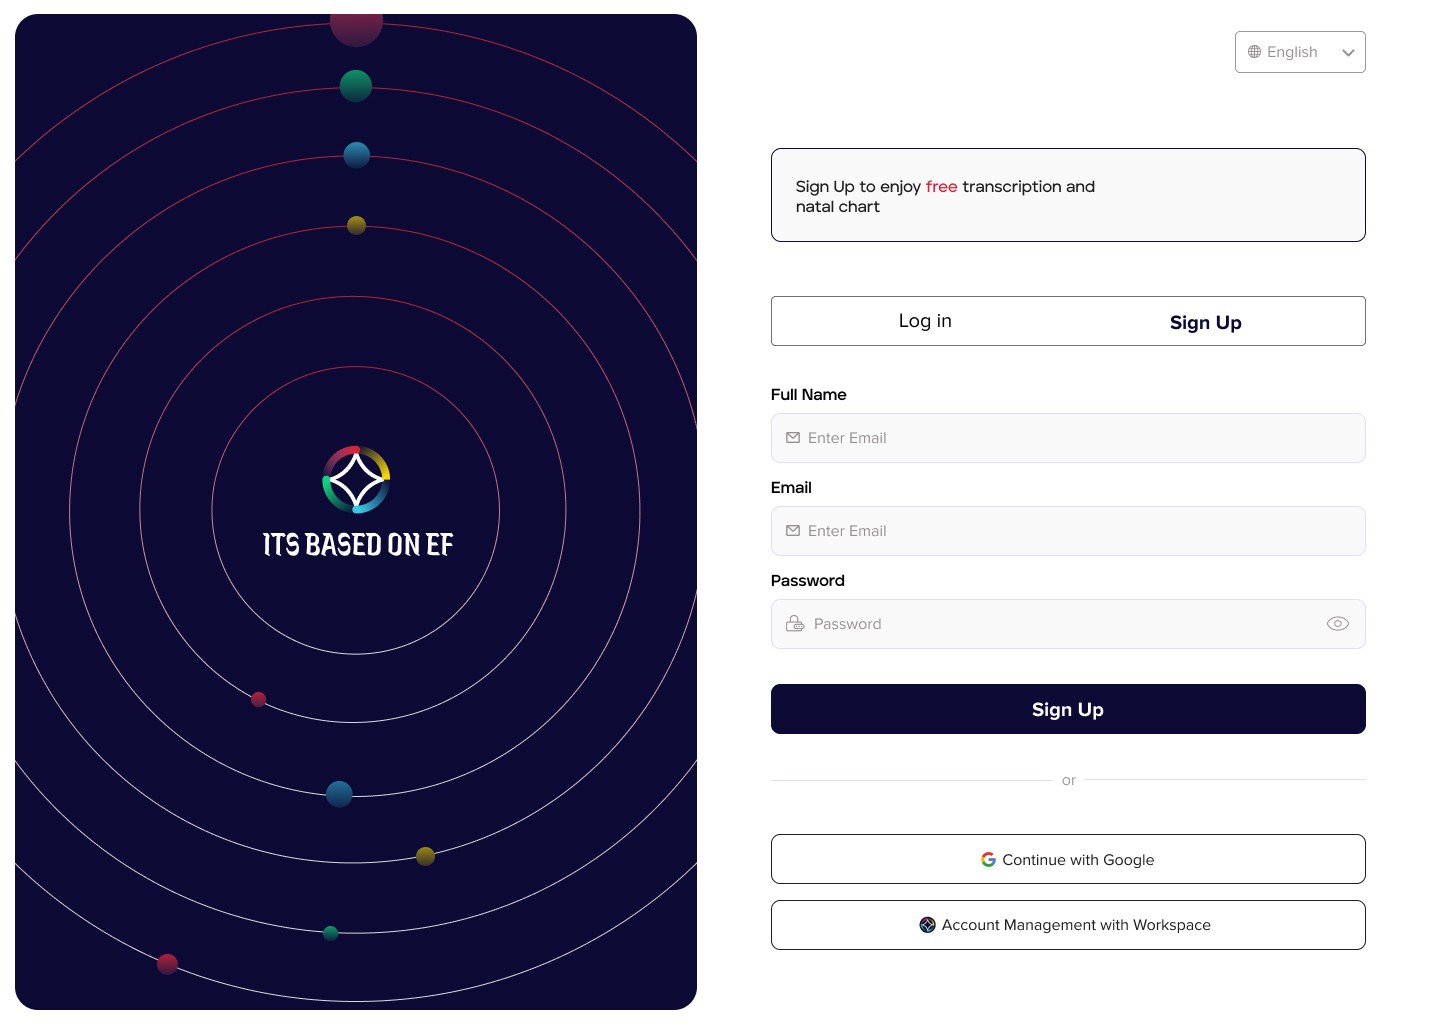 ITS BASED ON EF
English
Sign Up to enjoy free transcription and
natal chart
Log in
Sign Up
Full Name
Enter Email
Email
Enter Email
Password
Password
Sign Up
or
Continue with Google
Account Management with Workspace